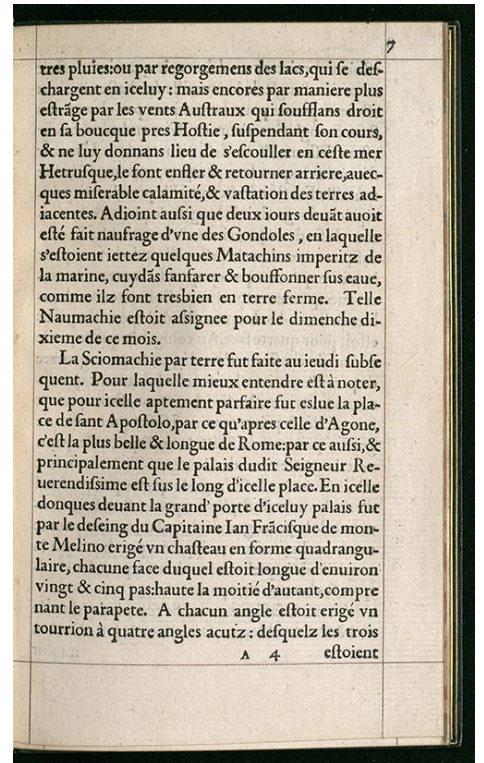 7
tres pluies:ou par regorgemens des lacs,qui ſe deſ-
chargent en iceluy: mais encores par maniere plus
eſtrãge par les vents Auſtraux qui ſoufflans droit
en ſa boucque pres Hoſtie, ſuſpendant ſon cours,
& ne luy donnans lieu de s'eſcouller en ceſte mer
Hetruſque,le font enfler & retourner arriere,auec-
ques miſerable calamité,& vaſtation des terres ad-
iacentes. Adioint auſsi que deux iours deuãt auoit
eſté fait naufrage d'vne des Gondoles, en laquelle
s'eſtoient iettez quelques Matachins imperitz de
la marine, cuydãs fanfarer & bouffonner ſus eaue,
comme ilz font tresbien en terre ferme. Telle
Naumachie eſtoit aſsignee pour le dimenche di-
xieme de ce mois.
La Sciomachie par terre fut faite au ieudi ſubſe
quent. Pour laquelle mieux entendre eſt à noter,
que pour icelle aptement parfaire fut eslue la pla-
ce de ſant Apoſtolo,par ce qu'apres celle d'Agone,
c'eſt la plus belle & longue de Rome:par ce auſsi,&
principalement que le palais dudit Seigneur Re-
uerendiſsime eſt ſus le long d'icelle place.En icelle
donques deuant la grand' porte d'iceluy palais fut
par le deſeing du Capitaine Ian Frãciſque de mon-
te Melino erigé vn chaſteau en forme quadrangu-
laire, chacune face duquel eſtoit longue d'enuiron
vingt & cinq pas:haute la moitié d'autant,compre
nant le parapete. A chacun angle eſtoit erigé vn
tourrion à quatre angles acutz: deſquelz les trois
A 4 eſtoient